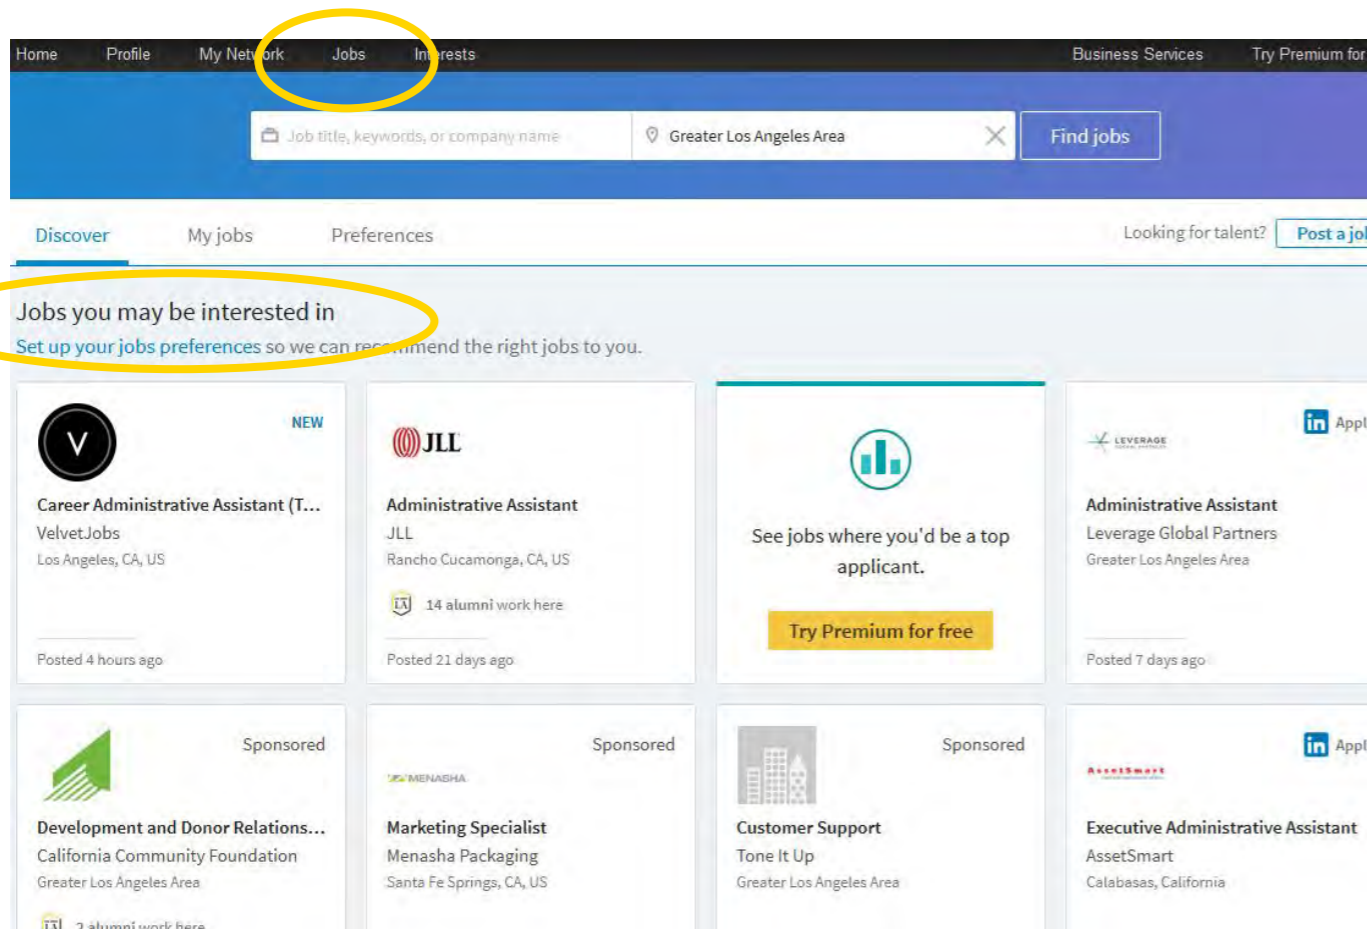 Home Profile My Network Jobs Interests Business Services Try Premium for
Job title, keywords, or company name Greater Los Angeles Area Find jobs
Discover My jobs Preferences Looking for talent? Post a jo
Jobs you may be interested in
Set up your jobs preferences so we can recommend the right jobs to you.
V
NEW
Career Administrative Assistant (T...
VelvetJobs
Los Angeles, CA, US
Posted 4 hours ago
JLL
Administrative Assistant
JLL
Rancho Cucamonga, CA, US
LA 14 alumni work here
Posted 21 days ago
See jobs where you'd be a top
applicant.
Try Premium for free
in Appl
LEVERAGE
Administrative Assistant
Leverage Global Partners
Greater Los Angeles Area
Posted 7 days ago
Sponsored
Development and Donor Relations...
California Community Foundation
Greater Los Angeles Area
LA 2 alumni work here
Sponsored
MENASHA
Marketing Specialist
Menasha Packaging
Santa Fe Springs, CA, US
Sponsored
Customer Support
Tone It Up
Greater Los Angeles Area
in Appl
AssetSmart
Executive Administrative Assistant
AssetSmart
Calabasas, California